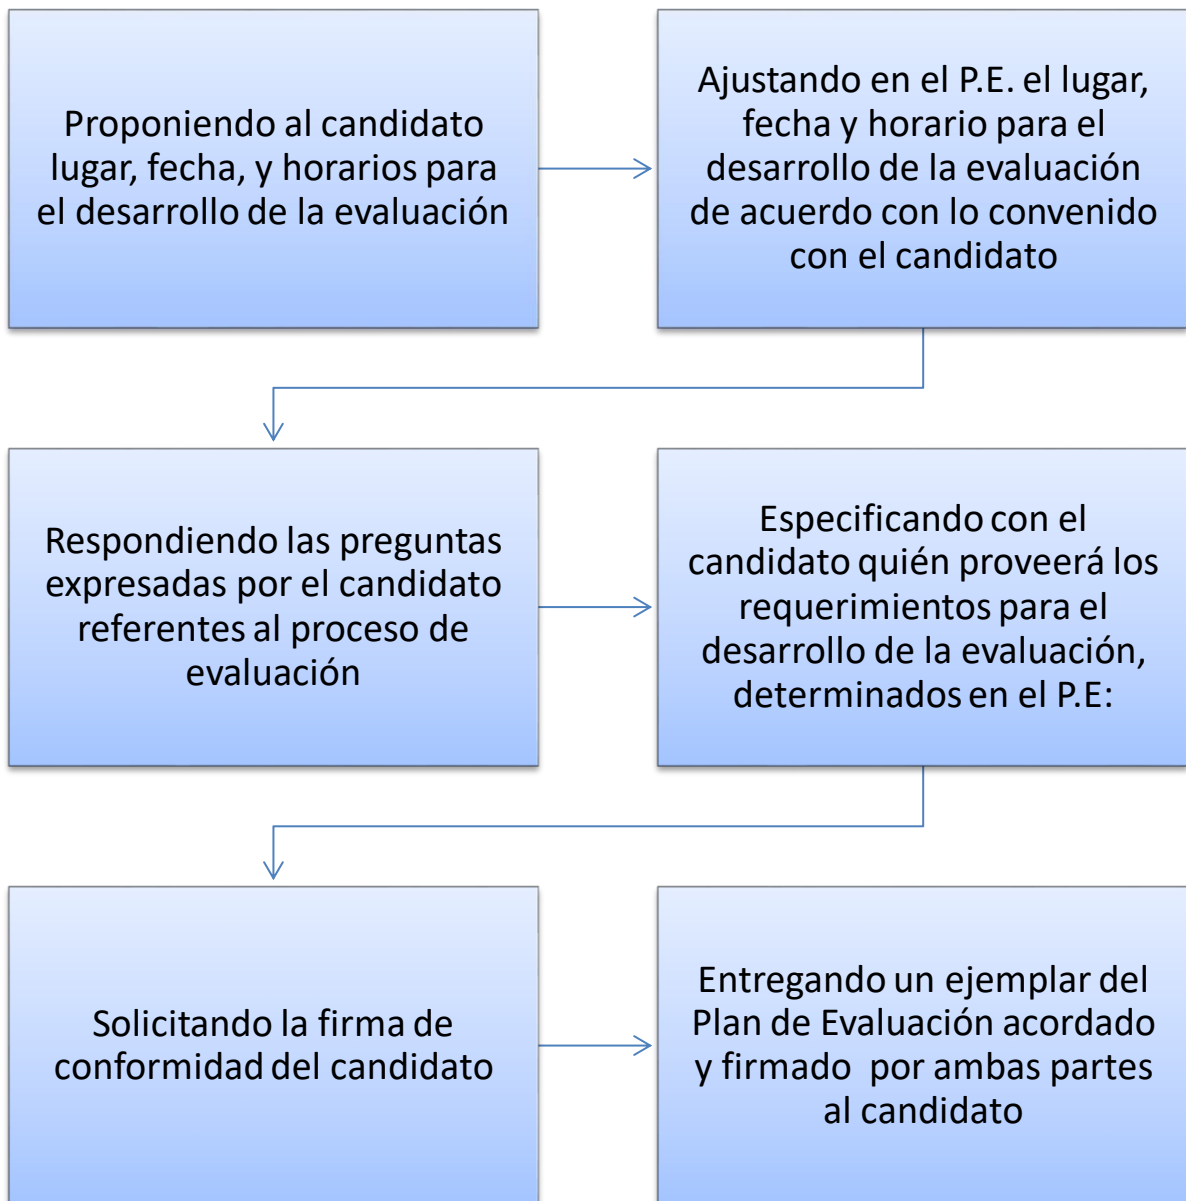 Proponiendo al candidato
lugar, fecha, y horarios para
el desarrollo de la evaluación
Ajustando en el P.E. el lugar,
fecha y horario para el
desarrollo de la evaluación
de acuerdo con lo convenido
con el candidato
Respondiendo las preguntas
expresadas por el candidato
referentes al proceso de
evaluación
Especificando con el
candidato quién proveerá los
requerimientos para el
desarrollo de la evaluación,
determinados en el P.E:
Solicitando la firma de
conformidad del candidato
Entregando un ejemplar del
Plan de Evaluación acordado
y firmado  por ambas partes
al candidato